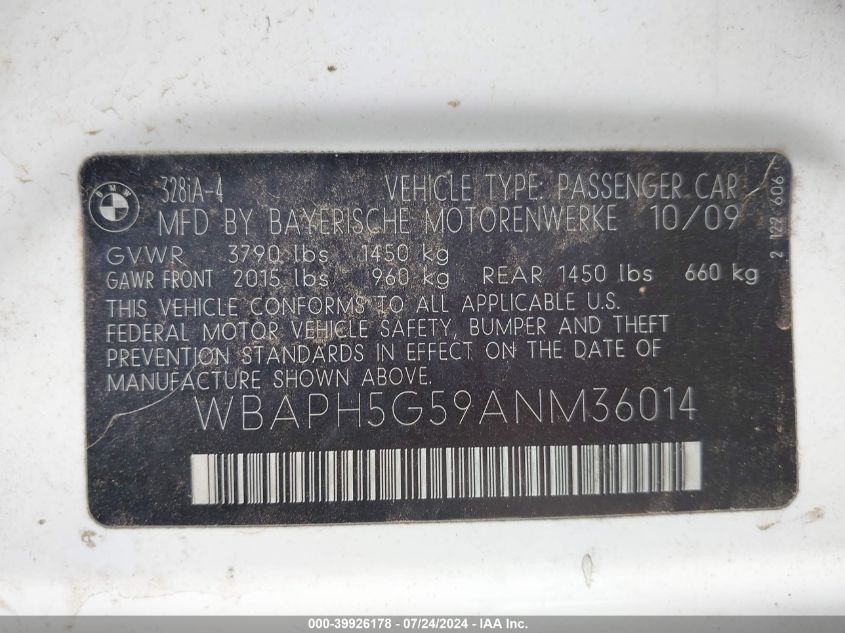 BMW
328iA-4 VEHICLE TYPE: PASSENGER CAR
MFD BY BAYERISCHE MOTORENWERKE 10/09
GVWR 3790 lbs 1450 kg
GAWR FRONT 2015 lbs 960 kg REAR 1450 lbs 660 kg
THIS VEHICLE CONFORMS TO ALL APPLICABLE U.S.
FEDERAL MOTOR VEHICLE SAFETY, BUMPER AND THEFT
PREVENTION STANDARDS IN EFFECT ON THE DATE OF
MANUFACTURE SHOWN ABOVE.
WBAPH5G59ANM36014
2 122 606
000-39926178 - 07/24/2024 - IAA Inc.